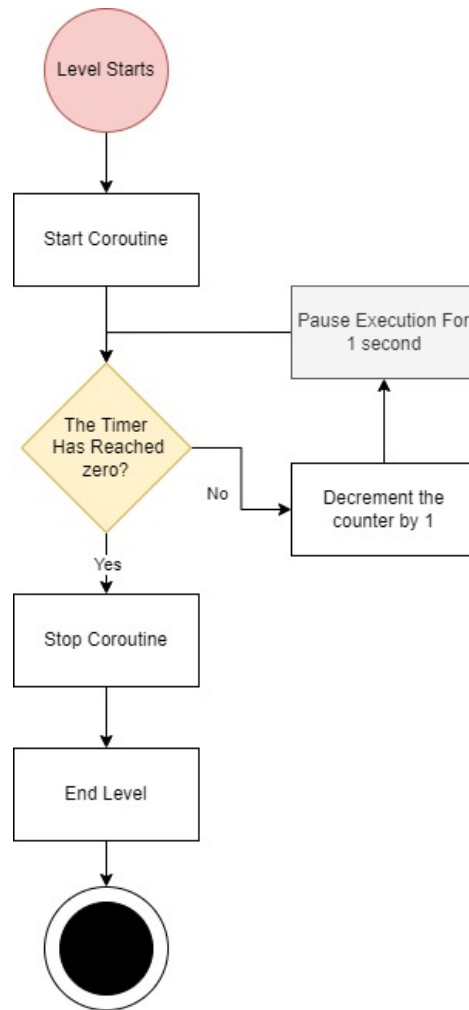 Level Starts
Start Coroutine
Pause Execution For
1 second
The Timer
Has Reached
zero?
No
Decrement the
counter by 1
Yes
Stop Coroutine
End Level